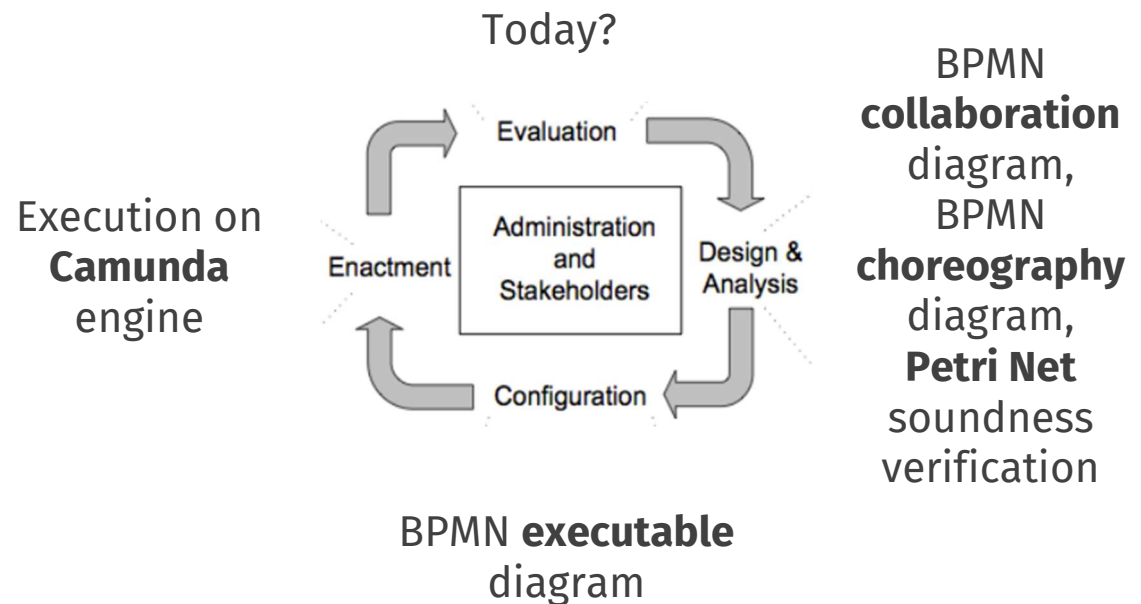 Today?
Evaluation
Execution on
Camunda
engine
Enactment
Administration
and
Stakeholders
Design &
Analysis
BPMN
collaboration
diagram,
BPMN
choreography
diagram,
Petri Net
soundness
verification
Configuration
BPMN executable
diagram